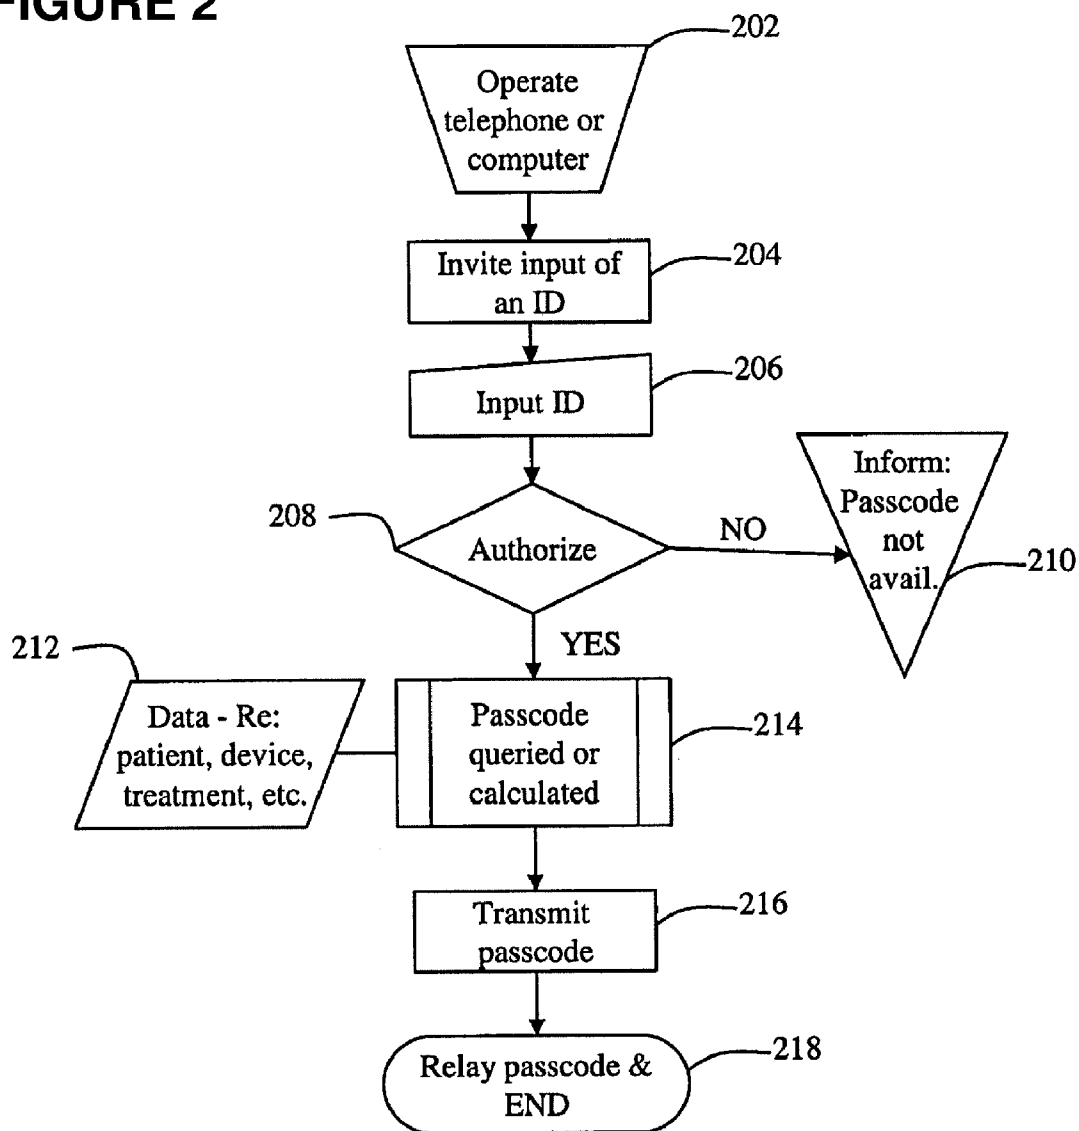 FIGURE 2
202
Operate
telephone or
computer
Invite input of
an ID
204
206
Input ID
208
Authorize
NO
Inform:
Passcode
not
avail.
210
YES
212
Data - Re:
patient, device,
treatment, etc.
Passcode
queried or
calculated
214
Transmit
passcode
216
Relay passcode &
END
218